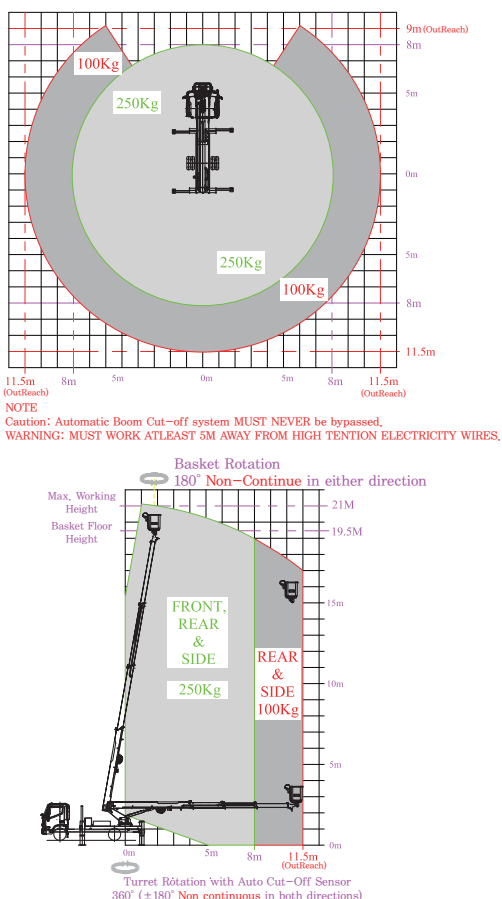 9m (OutReach)
8m
100Kg
250Kg
5m
0m
250Kg
5m
100Kg
8m
11.5m
11.5m
(OutReach)
8m
5m
0m
5m
8m
11.5m
(OutReach)
NOTE
Caution: Automatic Boom Cut-off system MUST NEVER be bypassed.
WARNING: MUST WORK ATLEAST 5M AWAY FROM HIGH TENTION ELECTRICITY WIRES.
Basket Rotation
180° Non-Continue in either direction
Max. Working
Height
21M
Basket Floor
Height
19.5M
15m
FRONT,
REAR
&
SIDE
250Kg
REAR
&
SIDE
100Kg
10m
5m
0m
0m
5m
8m
11.5m
(OutReach)
Turret Rotation with Auto Cut-Off Sensor
360° (±180° Non continuous in both directions)